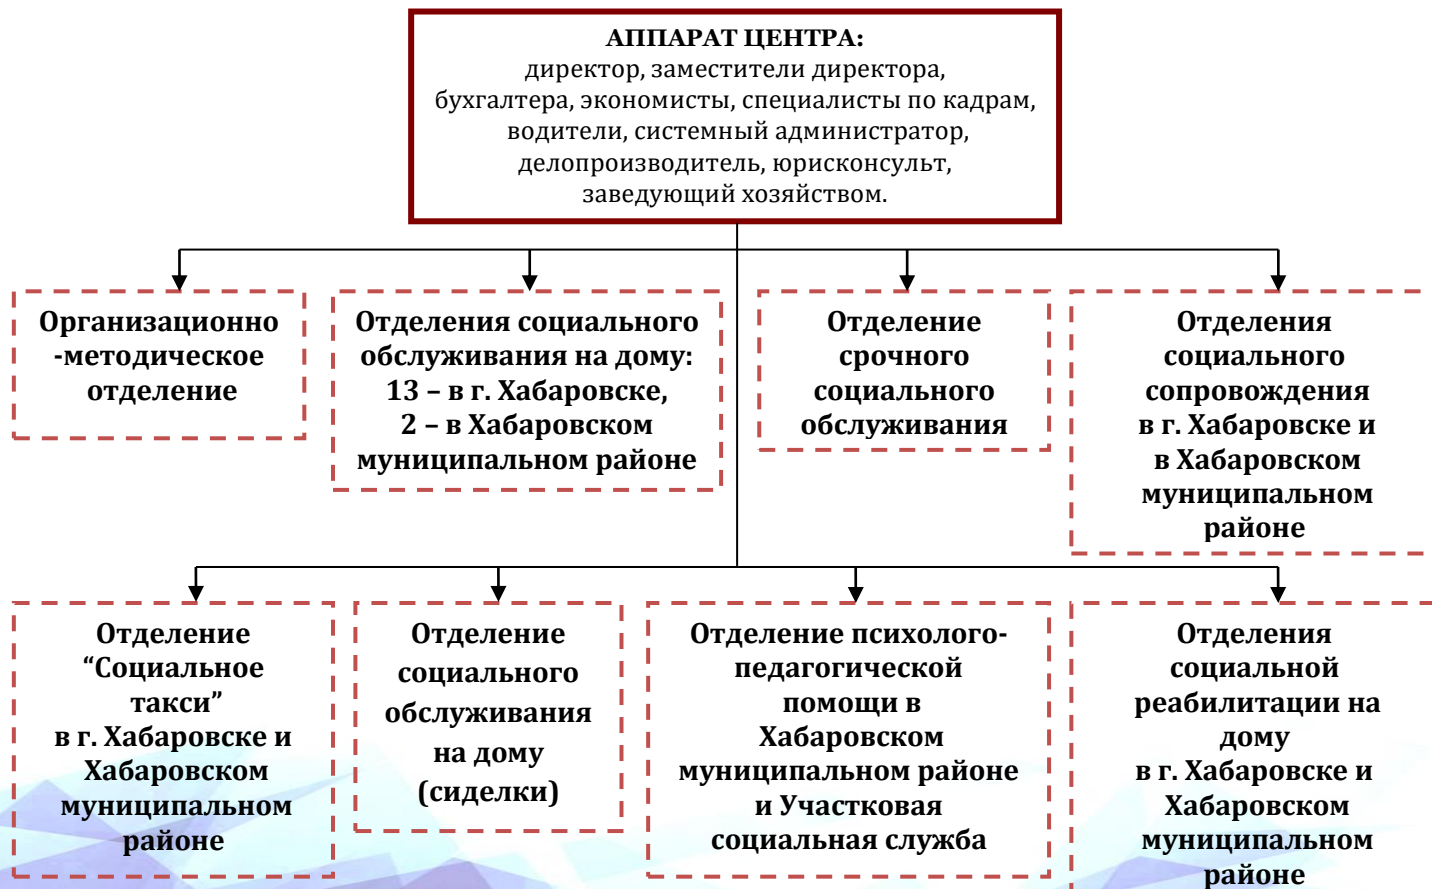 АППАРАТ ЦЕНТРА:
директор, заместители директора,
бухгалтера, экономисты, специалисты по кадрам,
водители, системный администратор,
делопроизводитель, юрисконсульт,
заведующий хозяйством.
Организационно
-методическое
отделение
Отделения социального
обслуживания на дому:
13 – в г. Хабаровске,
2 – в Хабаровском
муниципальном районе
Отделение
срочного
социального
обслуживания
Отделения
социального
сопровождения
в г. Хабаровске и
в Хабаровском
муниципальном
районе
Отделение
“Социальное
такси”
в г. Хабаровске и
Хабаровском
муниципальном
районе
Отделение
социального
обслуживания
на дому
(сиделки)
Отделение психолого-
педагогической
помощи в
Хабаровском
муниципальном районе
и Участковая
социальная служба
Отделения
социальной
реабилитации на
дому
в г. Хабаровске и
Хабаровском
муниципальном
районе